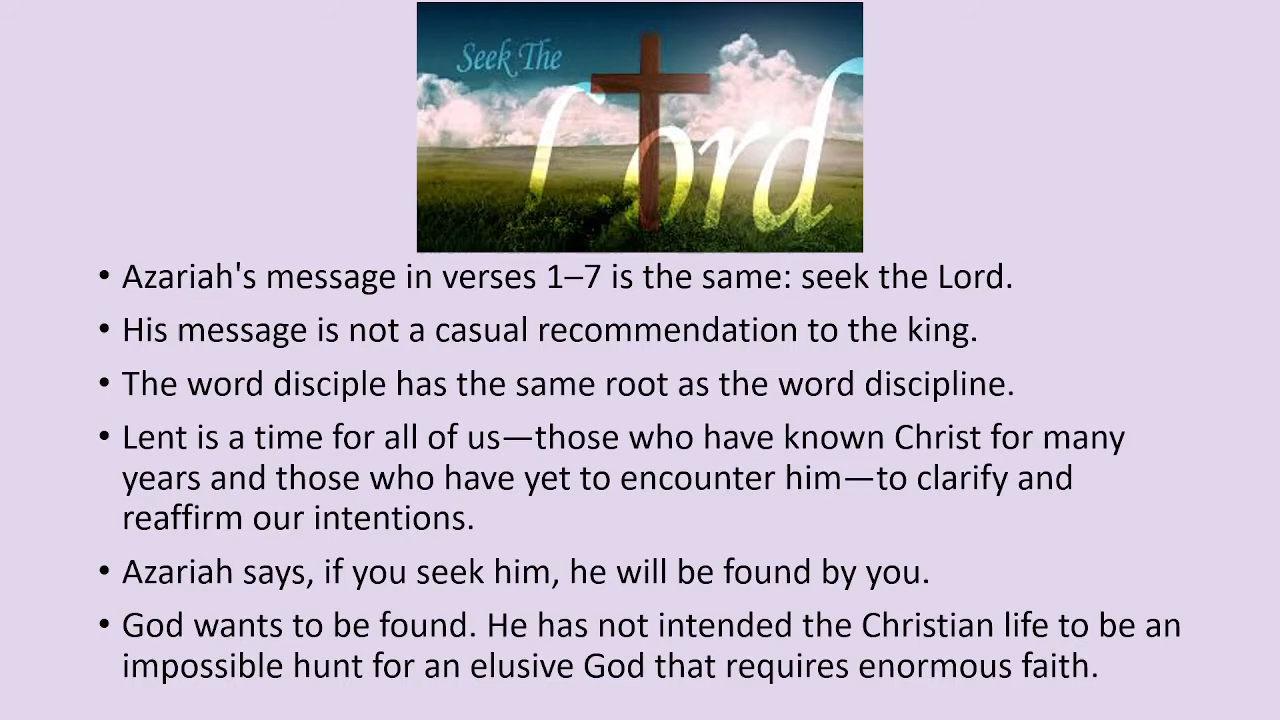 Seek The
Lord
• Azariah's message in verses 1–7 is the same: seek the Lord.
• His message is not a casual recommendation to the king.
• The word disciple has the same root as the word discipline.
• Lent is a time for all of us—those who have known Christ for many
years and those who have yet to encounter him—to clarify and
reaffirm our intentions.
• Azariah says, if you seek him, he will be found by you.
• God wants to be found. He has not intended the Christian life to be an
impossible hunt for an elusive God that requires enormous faith.